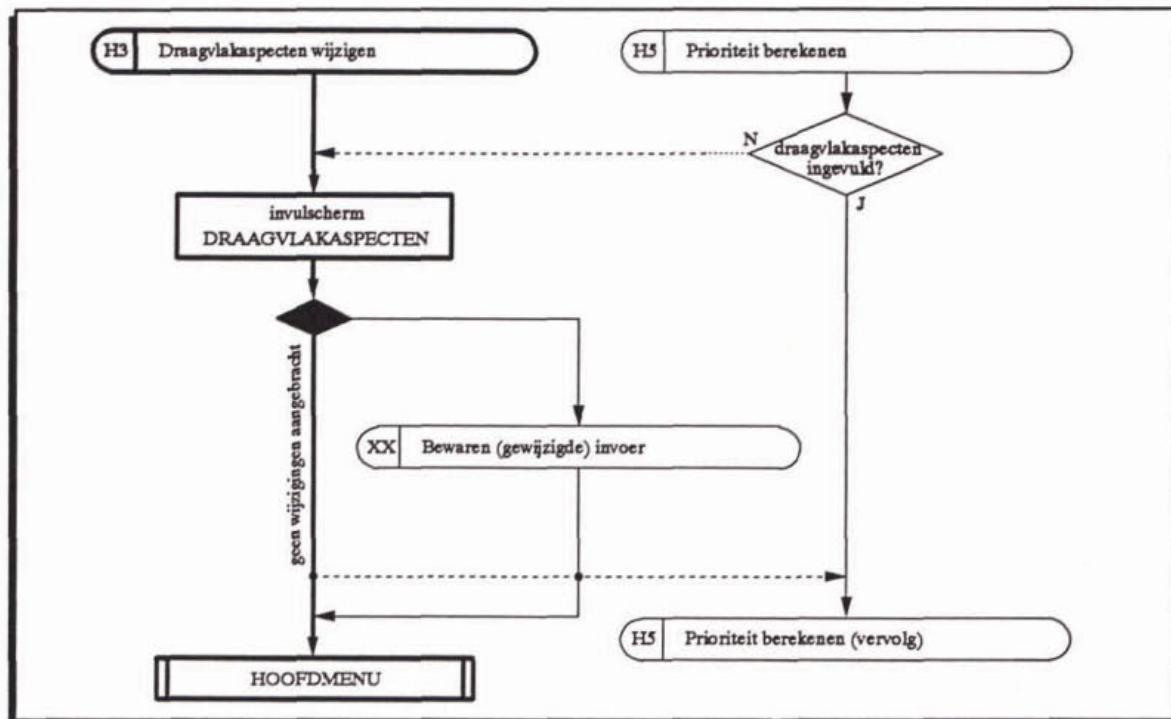 H3 Draagvlakaspecten wijzigen
H5 Prioriteit berekenen
N
draagvlakaspecten
ingevuld?
J
invulscherm
DRAAGVLAKASPECTEN
geen wijzigingen aangebracht
XX Bewaren (gewijzigde) invoer
H5 Prioriteit berekenen (vervolg)
HOOFDMENU